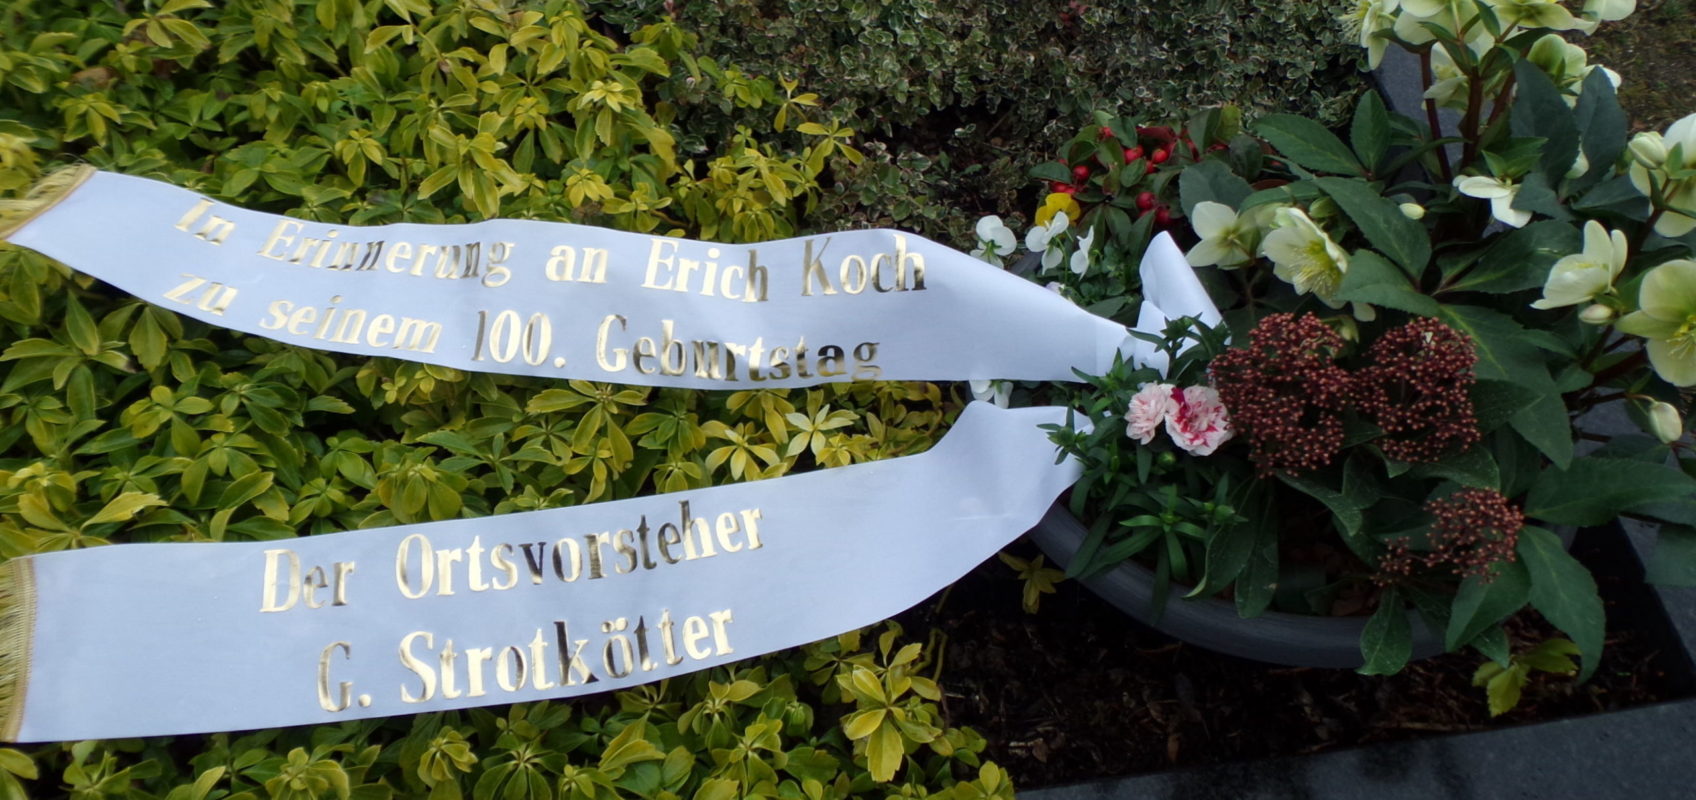 In Erinnerung an Erich Koch
zu seinem 100. Geburtstag
Der Ortsvorsteher
G. Strotkötter